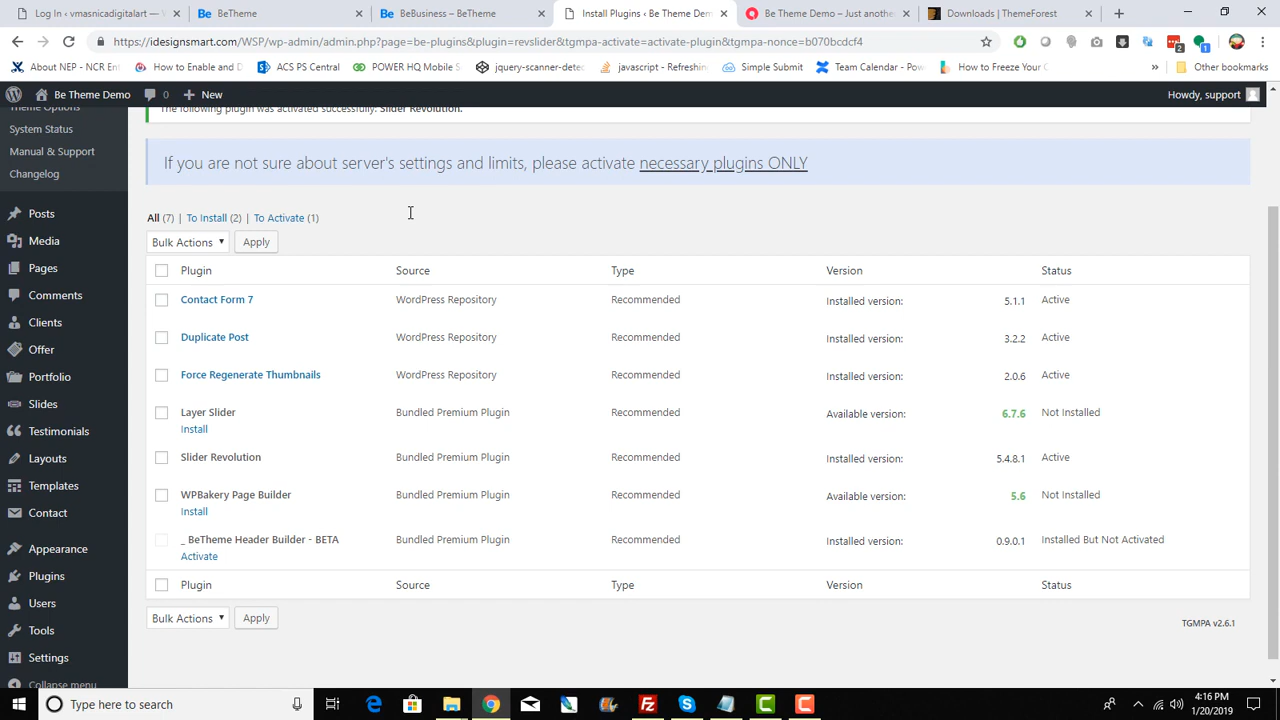 Log In ‹ vmasnicadigitalart — W
BeTheme
BeBusiness – BeTheme
Install Plugins ‹ Be Theme Dem
Be Theme Demo – Just another
Downloads | ThemeForest
https://idesignsmart.com/WSP/wp-admin/admin.php?page=be-plugins&plugin=revslider&tgmpa-activate=activate-plugin&tgmpa-nonce=b070bcdcf4
2
1
About NEP - NCR Ent
How to Enable and D
ACS PS Central
POWER HQ Mobile S
jquery-scanner-dete
javascript - Refreshing
Simple Submit
Team Calendar - Pow
How to Freeze Your C
»
Other bookmarks
Be Theme Demo
0
New
Howdy, support
Theme Options
System Status
Manual & Support
Changelog
Posts
Media
Pages
Comments
Clients
Offer
Portfolio
Slides
Testimonials
Layouts
Templates
Contact
Appearance
Plugins
Users
Tools
Settings
Collapse menu
The following plugin was activated successfully: Slider Revolution.
If you are not sure about server's settings and limits, please activate necessary plugins ONLY
All (7) | To Install (2) | To Activate (1)
Bulk Actions
Apply
Plugin Source Type Version Status
Contact Form 7 WordPress Repository Recommended Installed version: 5.1.1 Active
Duplicate Post WordPress Repository Recommended Installed version: 3.2.2 Active
Force Regenerate Thumbnails WordPress Repository Recommended Installed version: 2.0.6 Active
Layer Slider Bundled Premium Plugin Recommended Available version: 6.7.6 Not Installed
Install
Slider Revolution Bundled Premium Plugin Recommended Installed version: 5.4.8.1 Active
WPBakery Page Builder Bundled Premium Plugin Recommended Available version: 5.6 Not Installed
Install
_ BeTheme Header Builder - BETA Bundled Premium Plugin Recommended Installed version: 0.9.0.1 Installed But Not Activated
Activate
Plugin Source Type Version Status
Bulk Actions
Apply
TGMPA v2.6.1
Type here to search
4:16 PM
1/20/2019